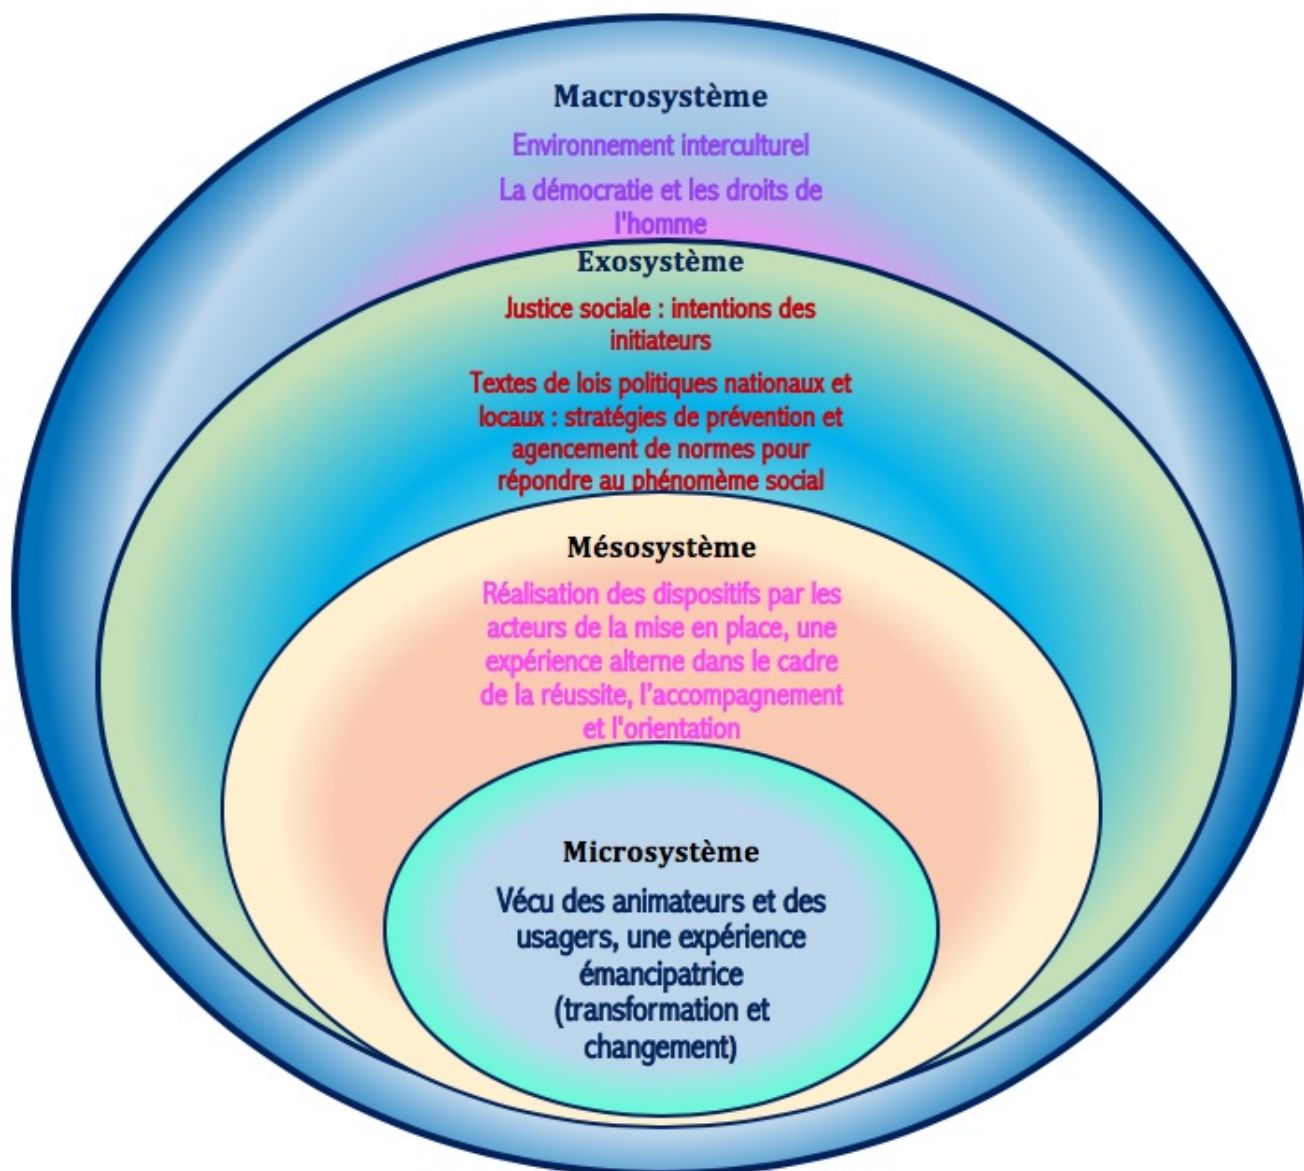 Macrosystème
Environnement interculturel
La démocratie et les droits de
l'homme
Exosystème
Justice sociale : intentions des
initiateurs
Textes de lois politiques nationaux et
locaux : stratégies de prévention et
agencement de normes pour
répondre au phénomème social
Mésosystème
Réalisation des dispositifs par les
acteurs de la mise en place, une
expérience alterne dans le cadre
de la réussite, l’accompagnement
et l'orientation
Microsystème
Vécu des animateurs et des
usagers, une expérience
émancipatrice
(transformation et
changement)